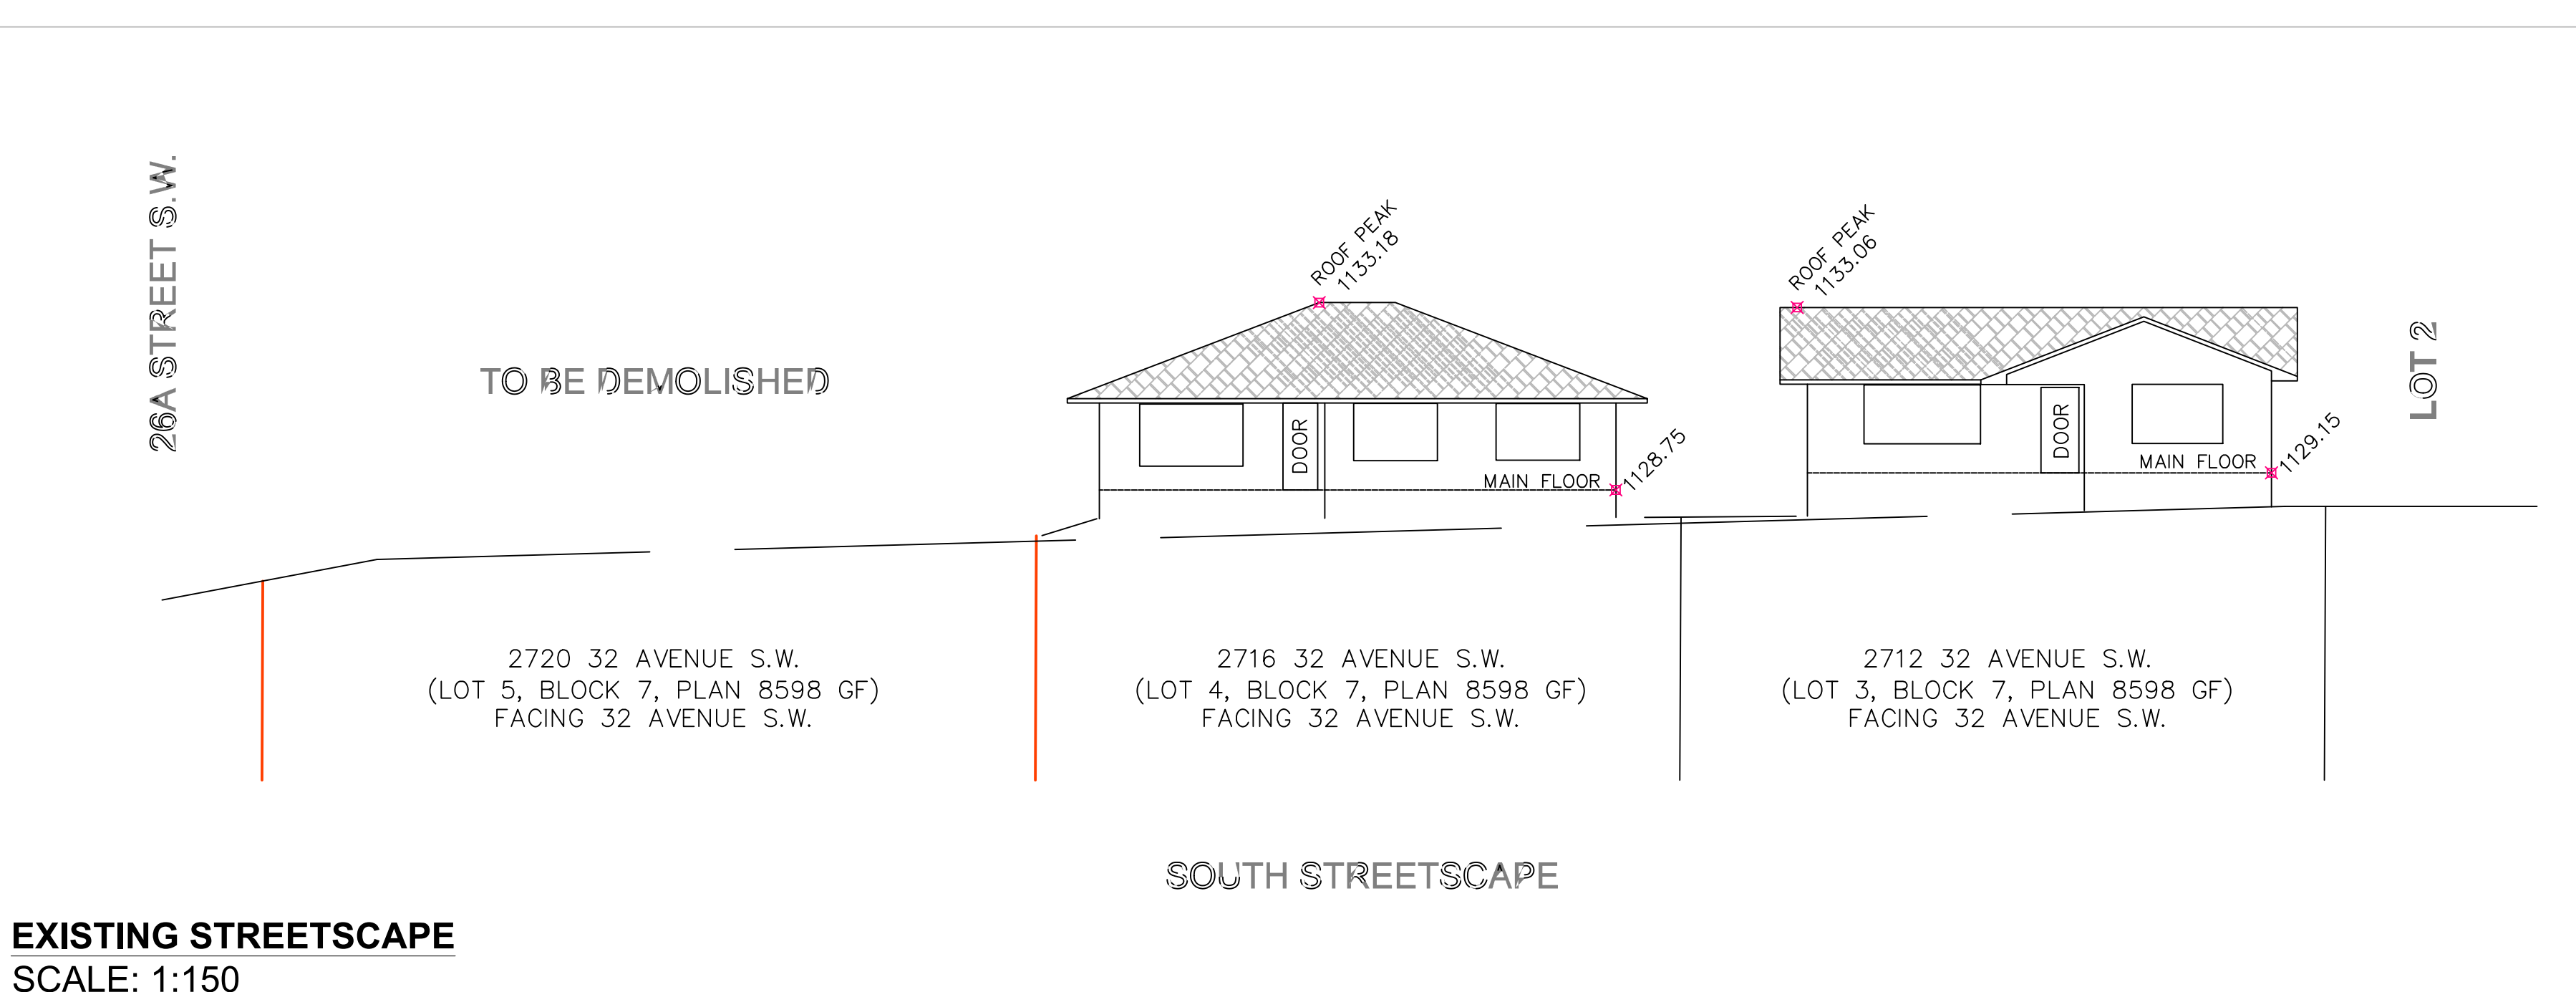 26A STREET S.W.
TO BE DEMOLISHED
ROOF PEAK
1133.18
ROOF PEAK
1133.06
LOT 2
DOOR
DOOR
MAIN FLOOR
1128.75
MAIN FLOOR
1129.15
2720 32 AVENUE S.W.
(LOT 5, BLOCK 7, PLAN 8598 GF)
FACING 32 AVENUE S.W.
2716 32 AVENUE S.W.
(LOT 4, BLOCK 7, PLAN 8598 GF)
FACING 32 AVENUE S.W.
2712 32 AVENUE S.W.
(LOT 3, BLOCK 7, PLAN 8598 GF)
FACING 32 AVENUE S.W.
SOUTH STREETSCAPE
EXISTING STREETSCAPE
SCALE: 1:150